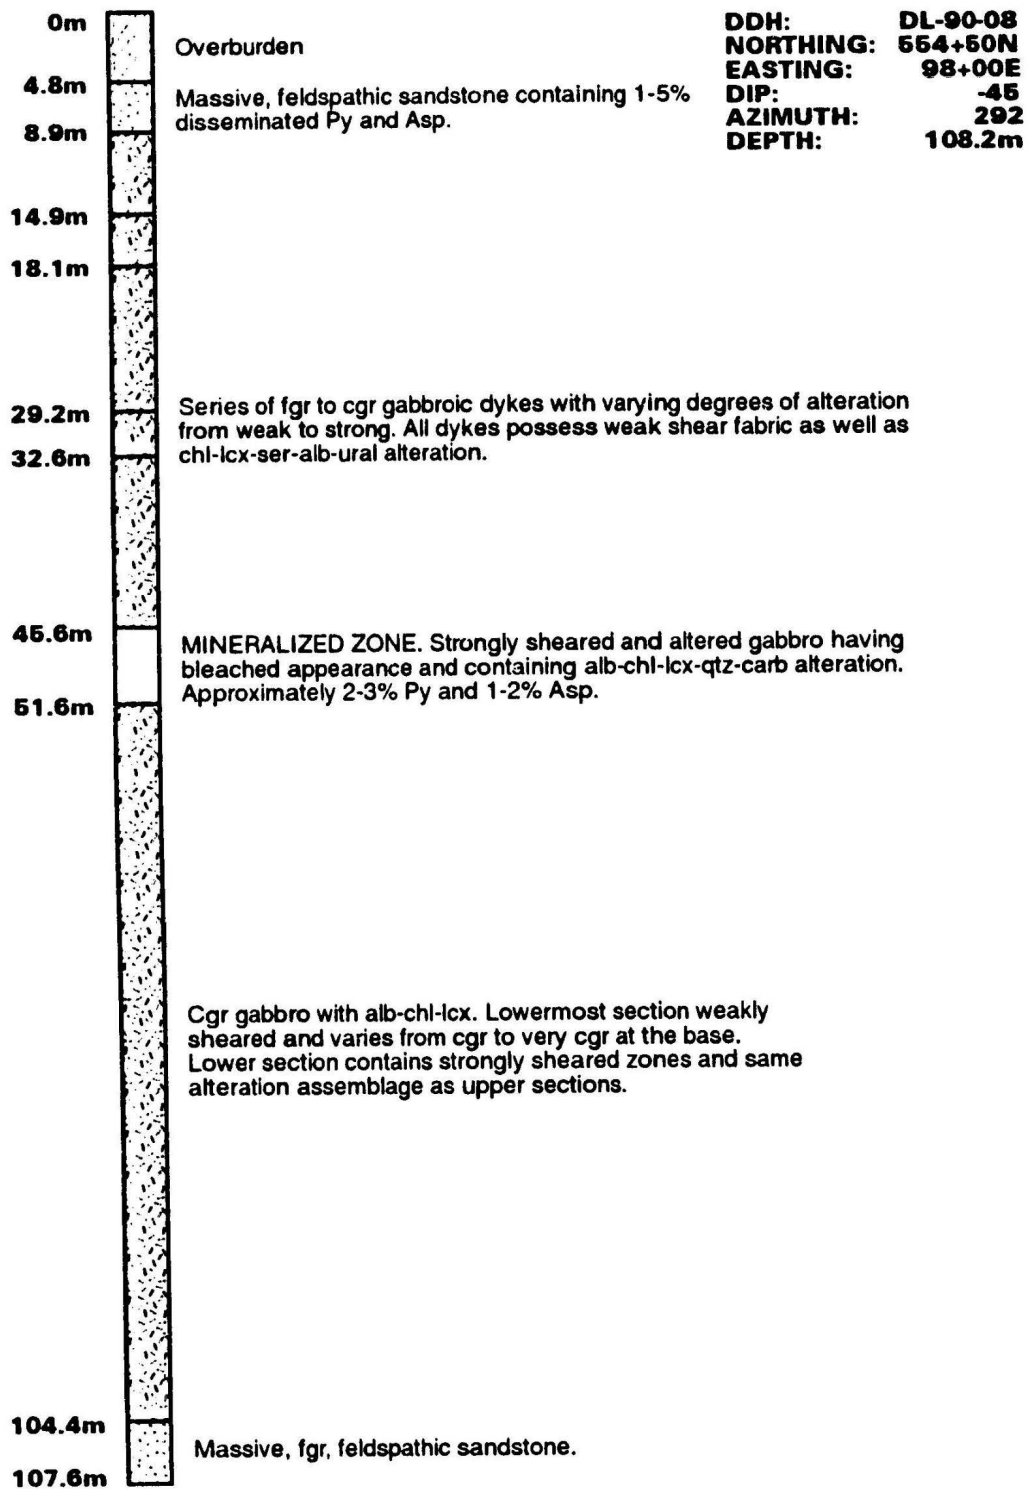 0m
Overburden
DDH: DL-90-08
NORTHING: 554+50N
EASTING: 98+00E
DIP: -45
AZIMUTH: 292
DEPTH: 108.2m
4.8m
Massive, feldspathic sandstone containing 1-5%
disseminated Py and Asp.
8.9m
14.9m
18.1m
29.2m
Series of fgr to cgr gabbroic dykes with varying degrees of alteration
from weak to strong. All dykes possess weak shear fabric as well as
chl-lcx-ser-alb-ural alteration.
32.6m
45.6m
MINERALIZED ZONE. Strongly sheared and altered gabbro having
bleached appearance and containing alb-chl-lcx-qtz-carb alteration.
Approximately 2-3% Py and 1-2% Asp.
51.6m
Cgr gabbro with alb-chl-lcx. Lowermost section weakly
sheared and varies from cgr to very cgr at the base.
Lower section contains strongly sheared zones and same
alteration assemblage as upper sections.
104.4m
Massive, fgr, feldspathic sandstone.
107.6m